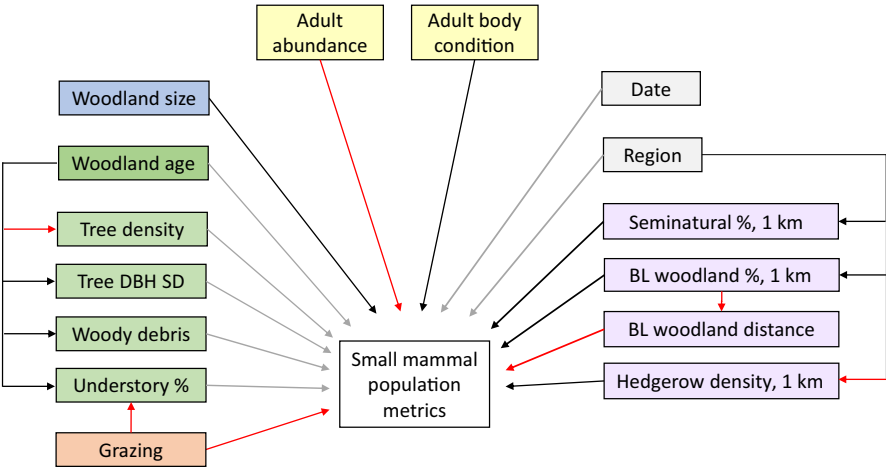 Adult
abundance
Adult body
condition
Woodland size
Date
Woodland age
Region
Tree density
Seminatural %, 1 km
Tree DBH SD
BL woodland %, 1 km
Woody debris
BL woodland distance
Small mammal
population
metrics
Understory %
Hedgerow density, 1 km
Grazing